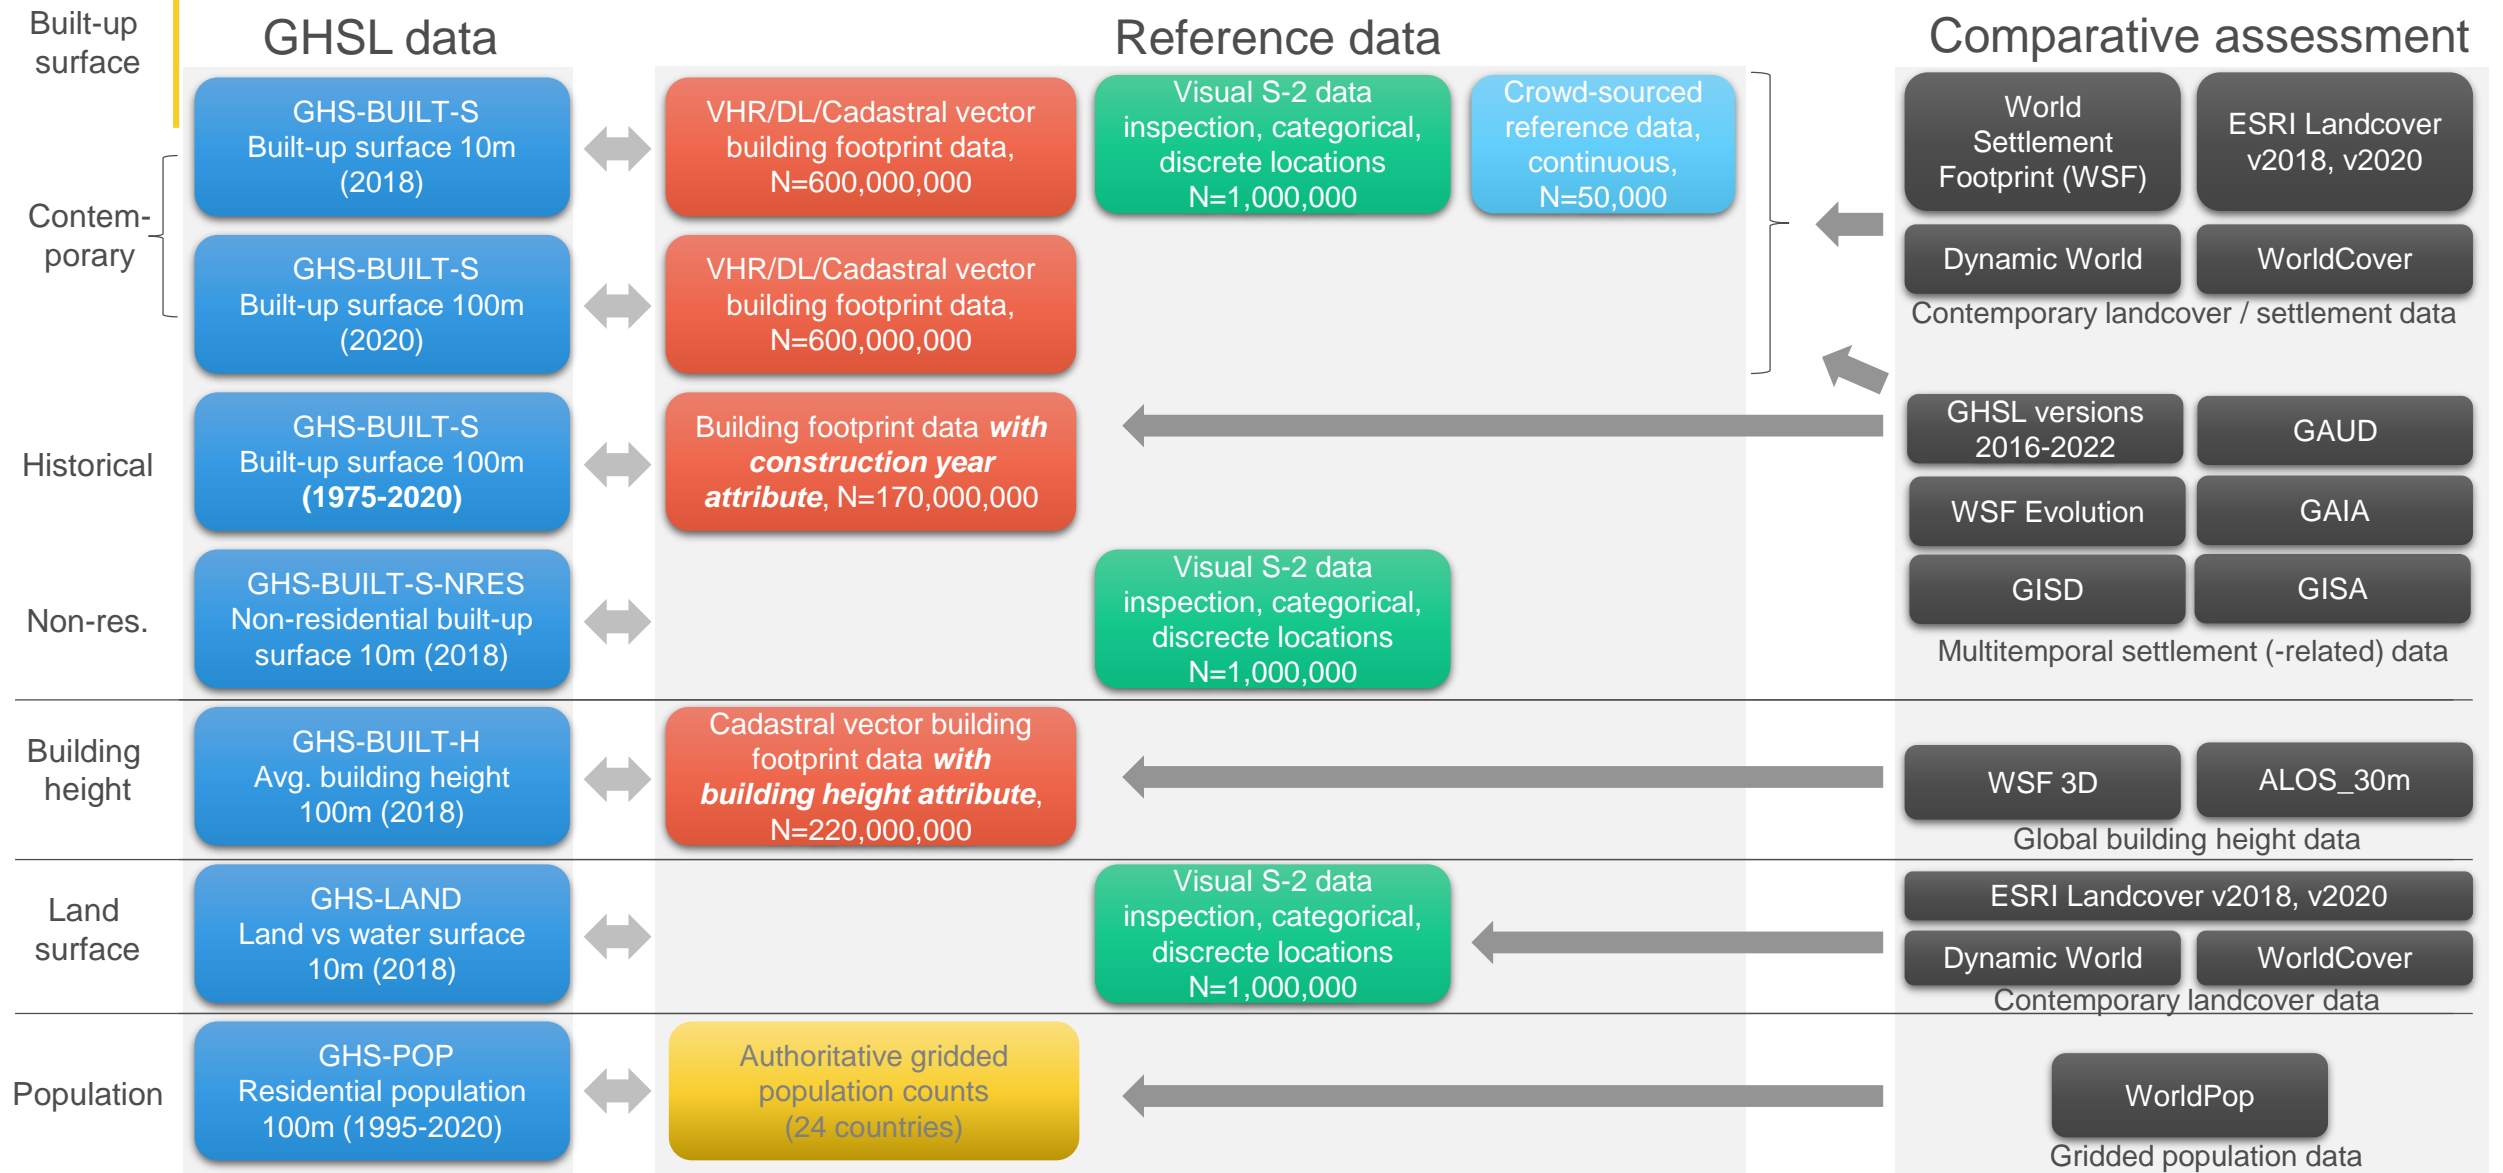 Built-up
surface
GHSL data
Reference data
Comparative assessment
GHS-BUILT-S
Built-up surface 10m
(2018)
VHR/DL/Cadastral vector
building footprint data,
N=600,000,000
Visual S-2 data
inspection, categorical,
discrete locations
N=1,000,000
Crowd-sourced
reference data,
continuous,
N=50,000
World
Settlement
Footprint (WSF)
ESRI Landcover
v2018, v2020
Contem-
porary
GHS-BUILT-S
Built-up surface 100m
(2020)
VHR/DL/Cadastral vector
building footprint data,
N=600,000,000
Dynamic World
WorldCover
Contemporary landcover / settlement data
Historical
GHS-BUILT-S
Built-up surface 100m
(1975-2020)
Building footprint data with
construction year
attribute, N=170,000,000
GHSL versions
2016-2022
GAUD
WSF Evolution
GAIA
Non-res.
GHS-BUILT-S-NRES
Non-residential built-up
surface 10m (2018)
Visual S-2 data
inspection, categorical,
discrecte locations
N=1,000,000
GISD
GISA
Multitemporal settlement (-related) data
Building
height
GHS-BUILT-H
Avg. building height
100m (2018)
Cadastral vector building
footprint data with
building height attribute,
N=220,000,000
WSF 3D
ALOS_30m
Global building height data
Land
surface
GHS-LAND
Land vs water surface
10m (2018)
Visual S-2 data
inspection, categorical,
discrecte locations
N=1,000,000
ESRI Landcover v2018, v2020
Dynamic World
WorldCover
Contemporary landcover data
Population
GHS-POP
Residential population
100m (1995-2020)
Authoritative gridded
population counts
(24 countries)
WorldPop
Gridded population data